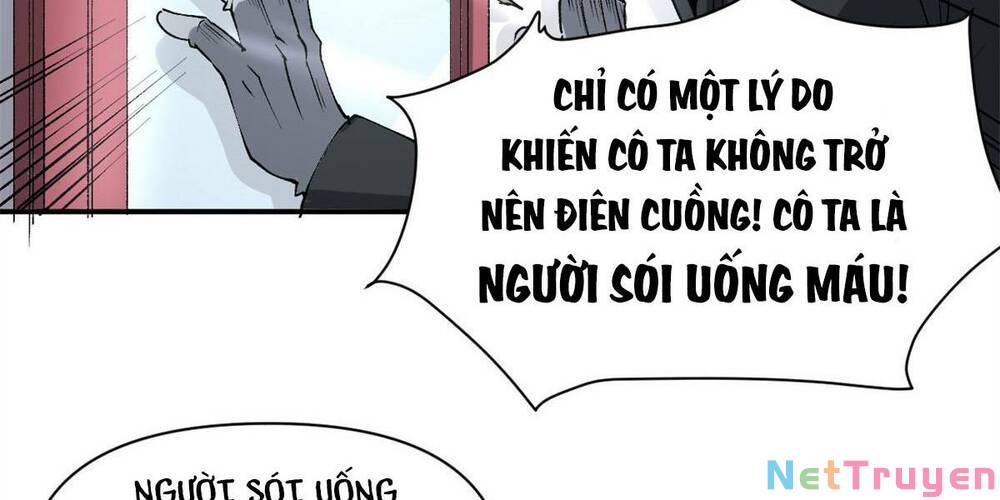 CHỈ CÓ MỘT LÝ DO
KHIẾN CÔ TA KHÔNG TRỞ
NÊN ĐIÊN CUỒNG! CÔ TA LÀ
NGƯỜI SÓI UỐNG MÁU!
NGƯỜI SÓI UỐNG
NetTruyen